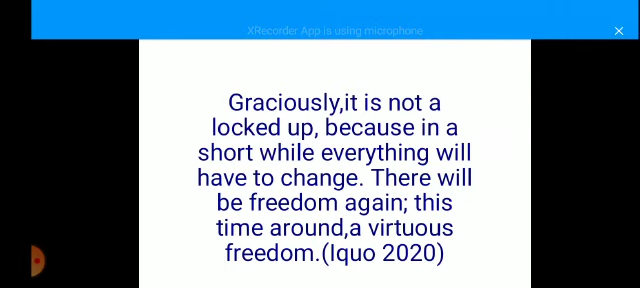 XRecorder App is using microphone
Graciously,it is not a
locked up, because in a
short while everything will
have to change. There will
be freedom again; this
time around,a virtuous
freedom.(Iquo 2020)